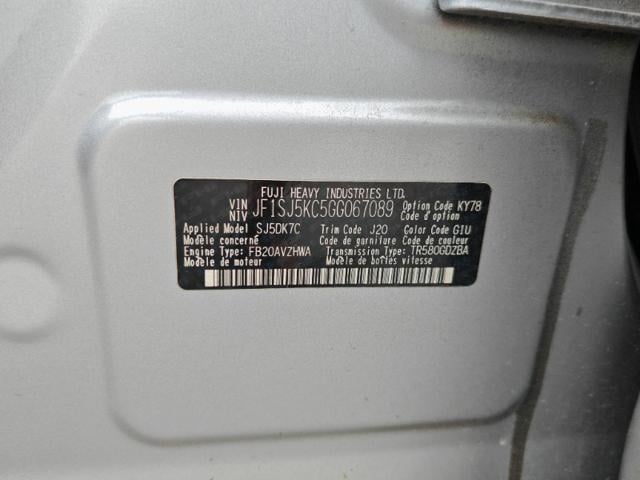 FUJI HEAVY INDUSTRIES LTD.
VIN NIV JF1SJ5KC5GG067089 Option Code KY78
Code d'option
Applied Model SJ5DK7C Trim Code J20 Color Code G1U
Modèle concerné Code de garniture Code de couleur
Engine Type: FB20AVZHWA Transmission Type: TR580GDZBA
Modèle de moteur Modèle de boîtes vitesse